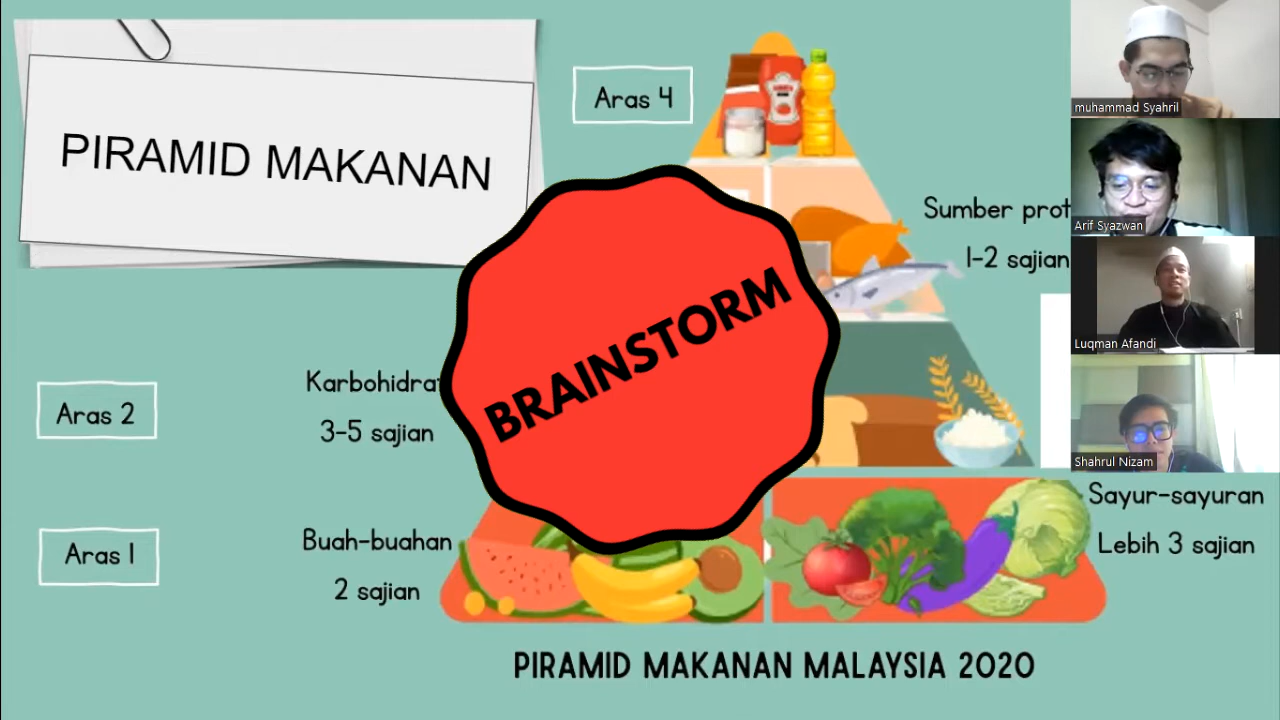 PIRAMID MAKANAN
Aras 4
Sumber prot
1-2 sajian
BRAINSTORM
Aras 2
Karbohidrat
3-5 sajian
Aras 1
Buah-buahan
2 sajian
Sayur-sayuran
Lebih 3 sajian
PIRAMID MAKANAN MALAYSIA 2020
muhammad Syahril
Arif Syazwan
Luqman Afandi
Shahrul Nizam